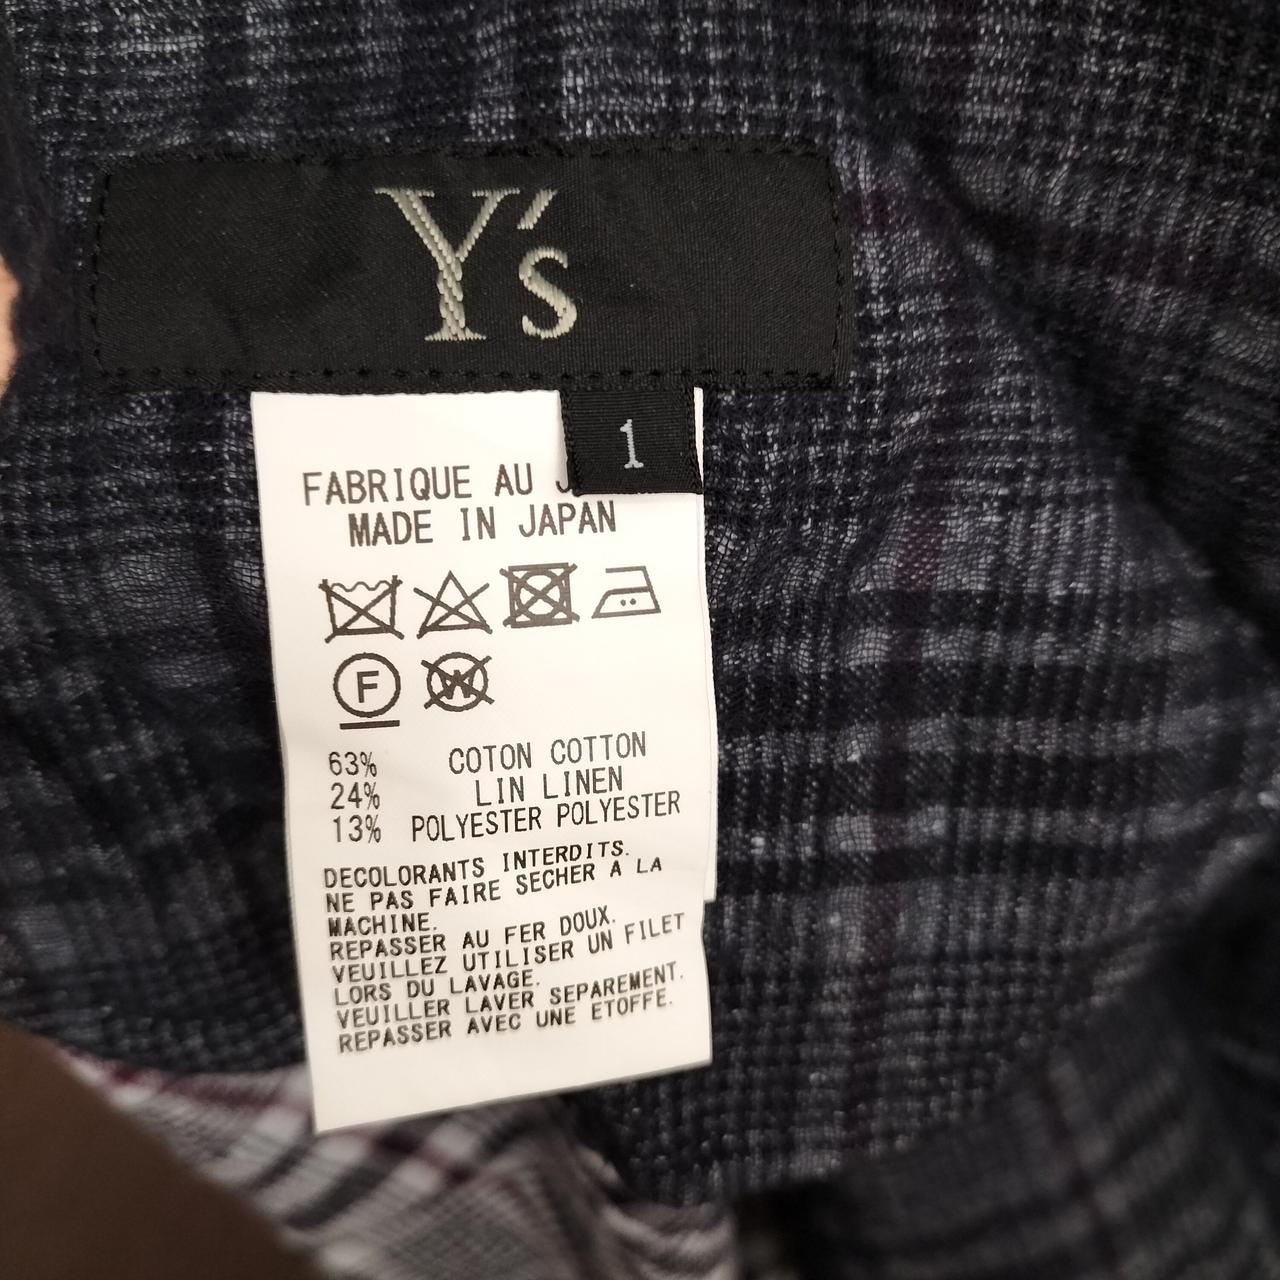 Y's
1
FABRIQUE AU J
MADE IN JAPAN
F
W
63% COTON COTTON
24% LIN LINEN
13% POLYESTER POLYESTER
DECOLORANTS INTERDITS.
NE PAS FAIRE SECHER A LA
MACHINE.
REPASSER AU FER DOUX.
VEUILLEZ UTILISER UN FILET
LORS DU LAVAGE.
VEUILLER LAVER SEPAREMENT.
REPASSER AVEC UNE ETOFFE.